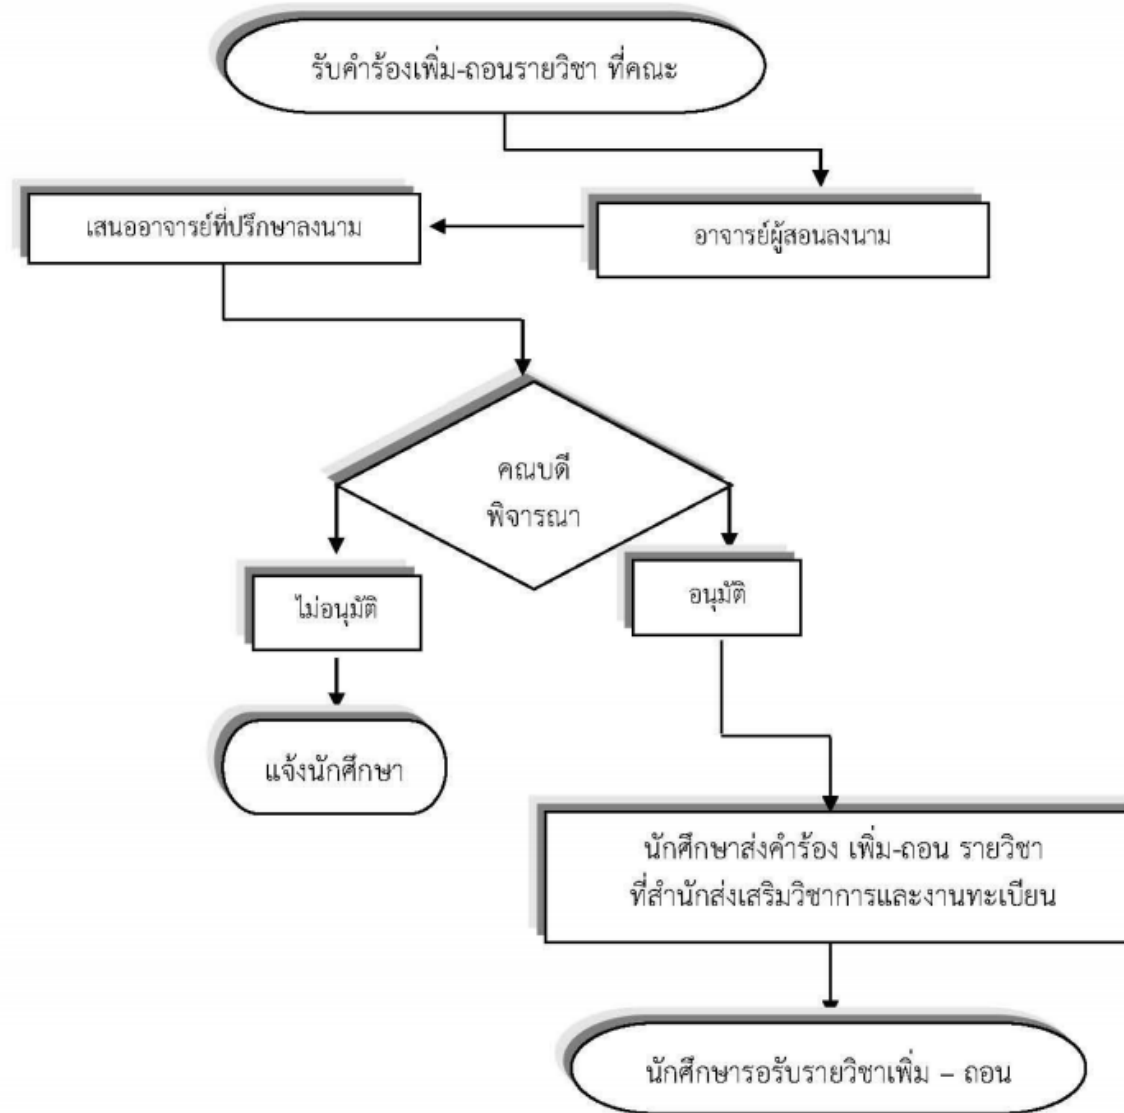 รับคำร้องเพิ่ม-ถอนรายวิชา ที่คณะ
อาจารย์ผู้สอนลงนาม
เสนออาจารย์ที่ปรึกษาลงนาม
คณบดี
พิจารณา
ไม่อนุมัติ
อนุมัติ
แจ้งนักศึกษา
นักศึกษาส่งคำร้อง เพิ่ม-ถอน รายวิชา
ที่สำนักส่งเสริมวิชาการและงานทะเบียน
นักศึกษารอรับรายวิชาเพิ่ม – ถอน